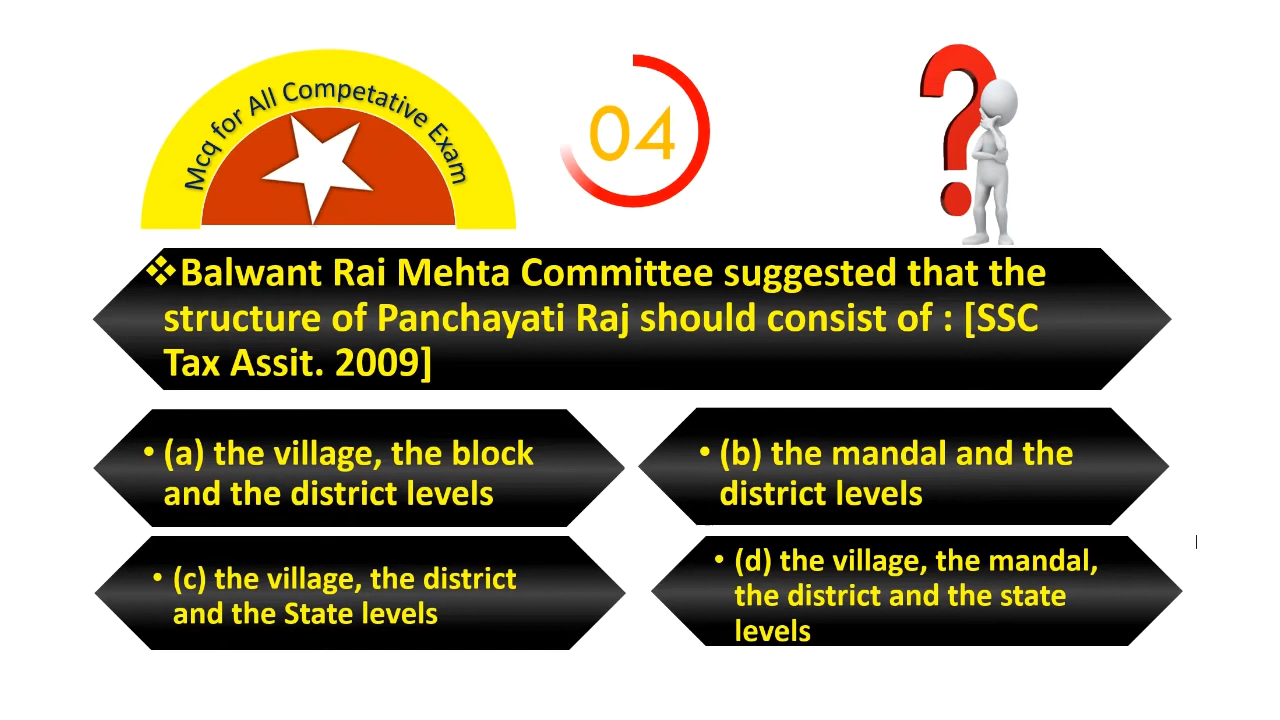 Mcq for All Competative Exam
04
❖Balwant Rai Mehta Committee suggested that the
structure of Panchayati Raj should consist of : [SSC
Tax Assit. 2009]
• (a) the village, the block
and the district levels
• (b) the mandal and the
district levels
• (c) the village, the district
and the State levels
• (d) the village, the mandal,
the district and the state
levels